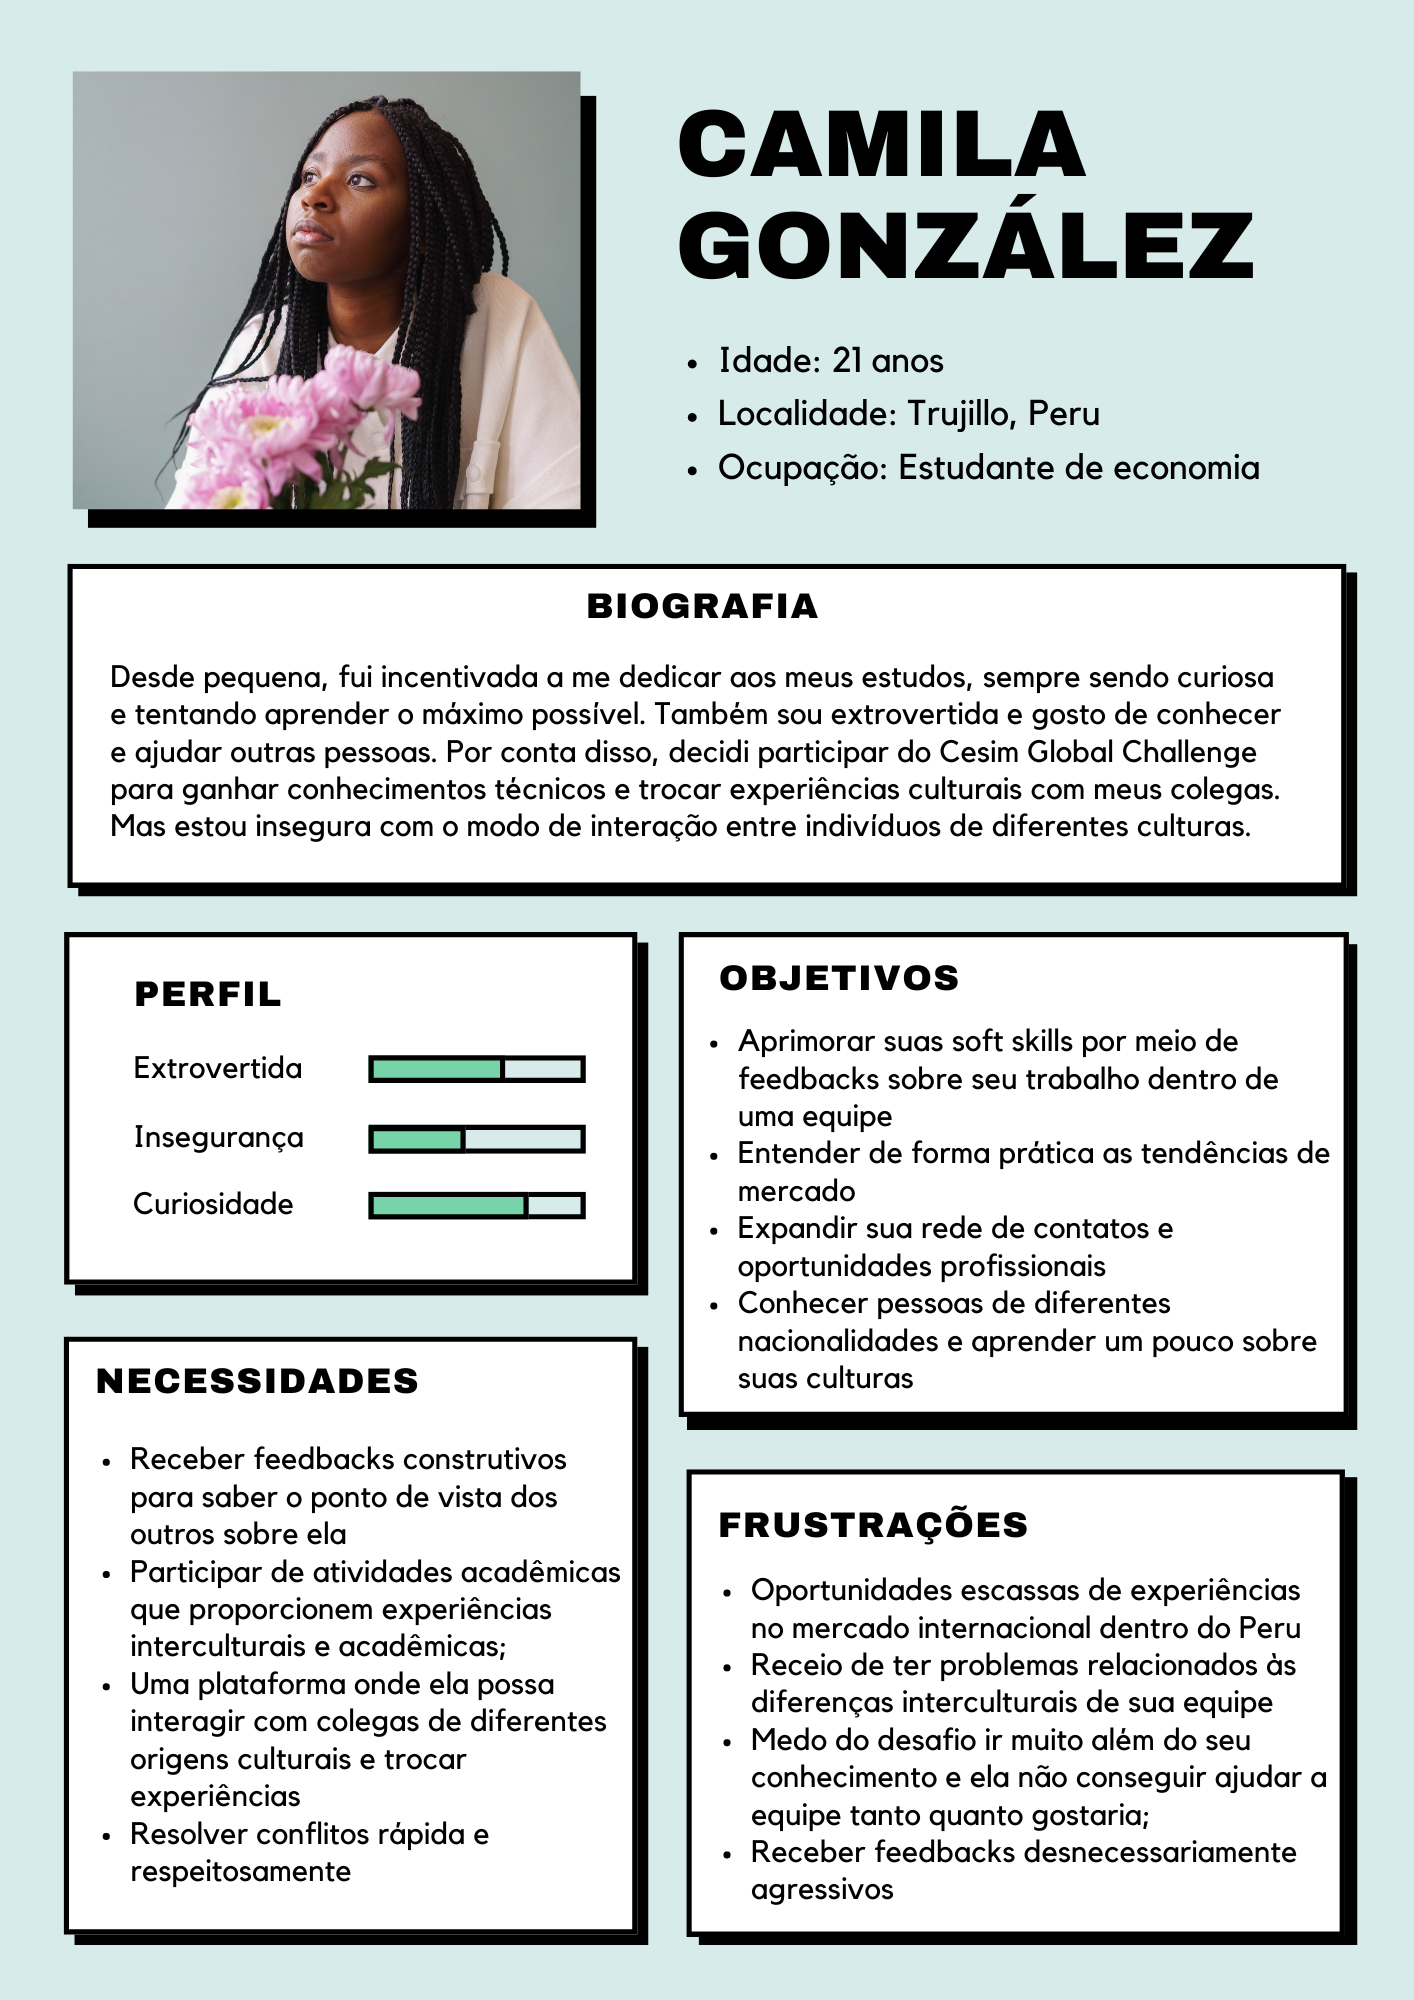 CAMILA
GONZÁLEZ
• Idade: 21 anos
• Localidade: Trujillo, Peru
• Ocupação: Estudante de economia
BIOGRAFIA
Desde pequena, fui incentivada a me dedicar aos meus estudos, sempre sendo curiosa
e tentando aprender o máximo possível. Também sou extrovertida e gosto de conhecer
e ajudar outras pessoas. Por conta disso, decidi participar do Cesim Global Challenge
para ganhar conhecimentos técnicos e trocar experiências culturais com meus colegas.
Mas estou insegura com o modo de interação entre indivíduos de diferentes culturas.
PERFIL
Extrovertida
Insegurança
Curiosidade
OBJETIVOS
• Aprimorar suas soft skills por meio de
feedbacks sobre seu trabalho dentro de
uma equipe
• Entender de forma prática as tendências de
mercado
• Expandir sua rede de contatos e
oportunidades profissionais
• Conhecer pessoas de diferentes
nacionalidades e aprender um pouco sobre
suas culturas
NECESSIDADES
• Receber feedbacks construtivos
para saber o ponto de vista dos
outros sobre ela
• Participar de atividades acadêmicas
que proporcionem experiências
interculturais e acadêmicas;
• Uma plataforma onde ela possa
interagir com colegas de diferentes
origens culturais e trocar
experiências
• Resolver conflitos rápida e
respeitosamente
FRUSTRAÇÕES
• Oportunidades escassas de experiências
no mercado internacional dentro do Peru
• Receio de ter problemas relacionados às
diferenças interculturais de sua equipe
• Medo do desafio ir muito além do seu
conhecimento e ela não conseguir ajudar a
equipe tanto quanto gostaria;
• Receber feedbacks desnecessariamente
agressivos